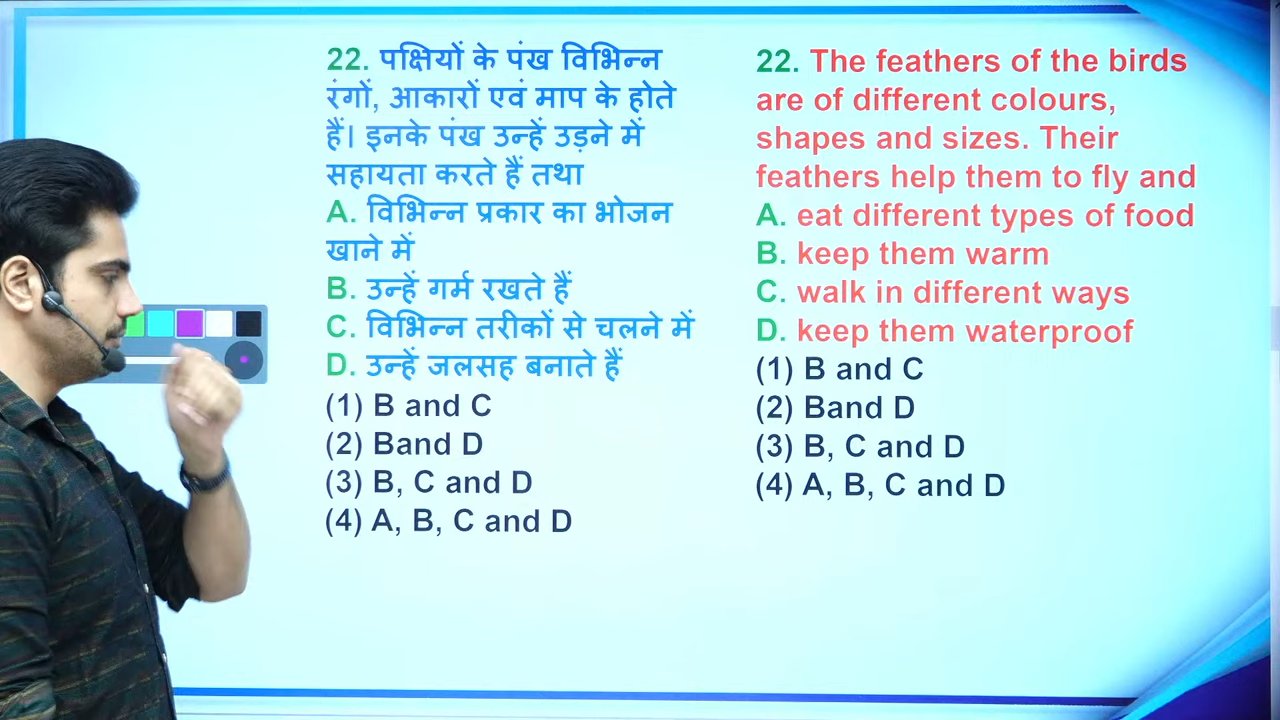 22. पक्षियों के पंख विभिन्न
रंगों, आकारों एवं माप के होते
हैं। इनके पंख उन्हें उड़ने में
सहायता करते हैं तथा
A. विभिन्न प्रकार का भोजन
खाने में
B. उन्हें गर्म रखते हैं
C. विभिन्न तरीकों से चलने में
D. उन्हें जलसह बनाते हैं
(1) B and C
(2) Band D
(3) B, C and D
(4) A, B, C and D
22. The feathers of the birds
are of different colours,
shapes and sizes. Their
feathers help them to fly and
A. eat different types of food
B. keep them warm
C. walk in different ways
D. keep them waterproof
(1) B and C
(2) Band D
(3) B, C and D
(4) A, B, C and D